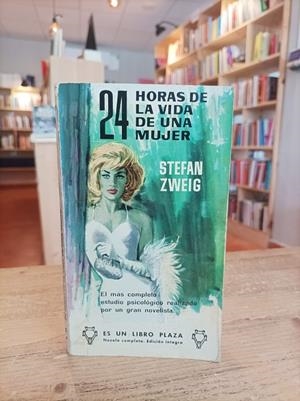 24 HORAS DE
LA VIDA
DE UNA
MUJER
STEFAN
ZWEIG
El mas completo
estudio psicológico realizado
por un gran novelista.
ES UN LIBRO PLAZA
Novela completa. Edición íntegra